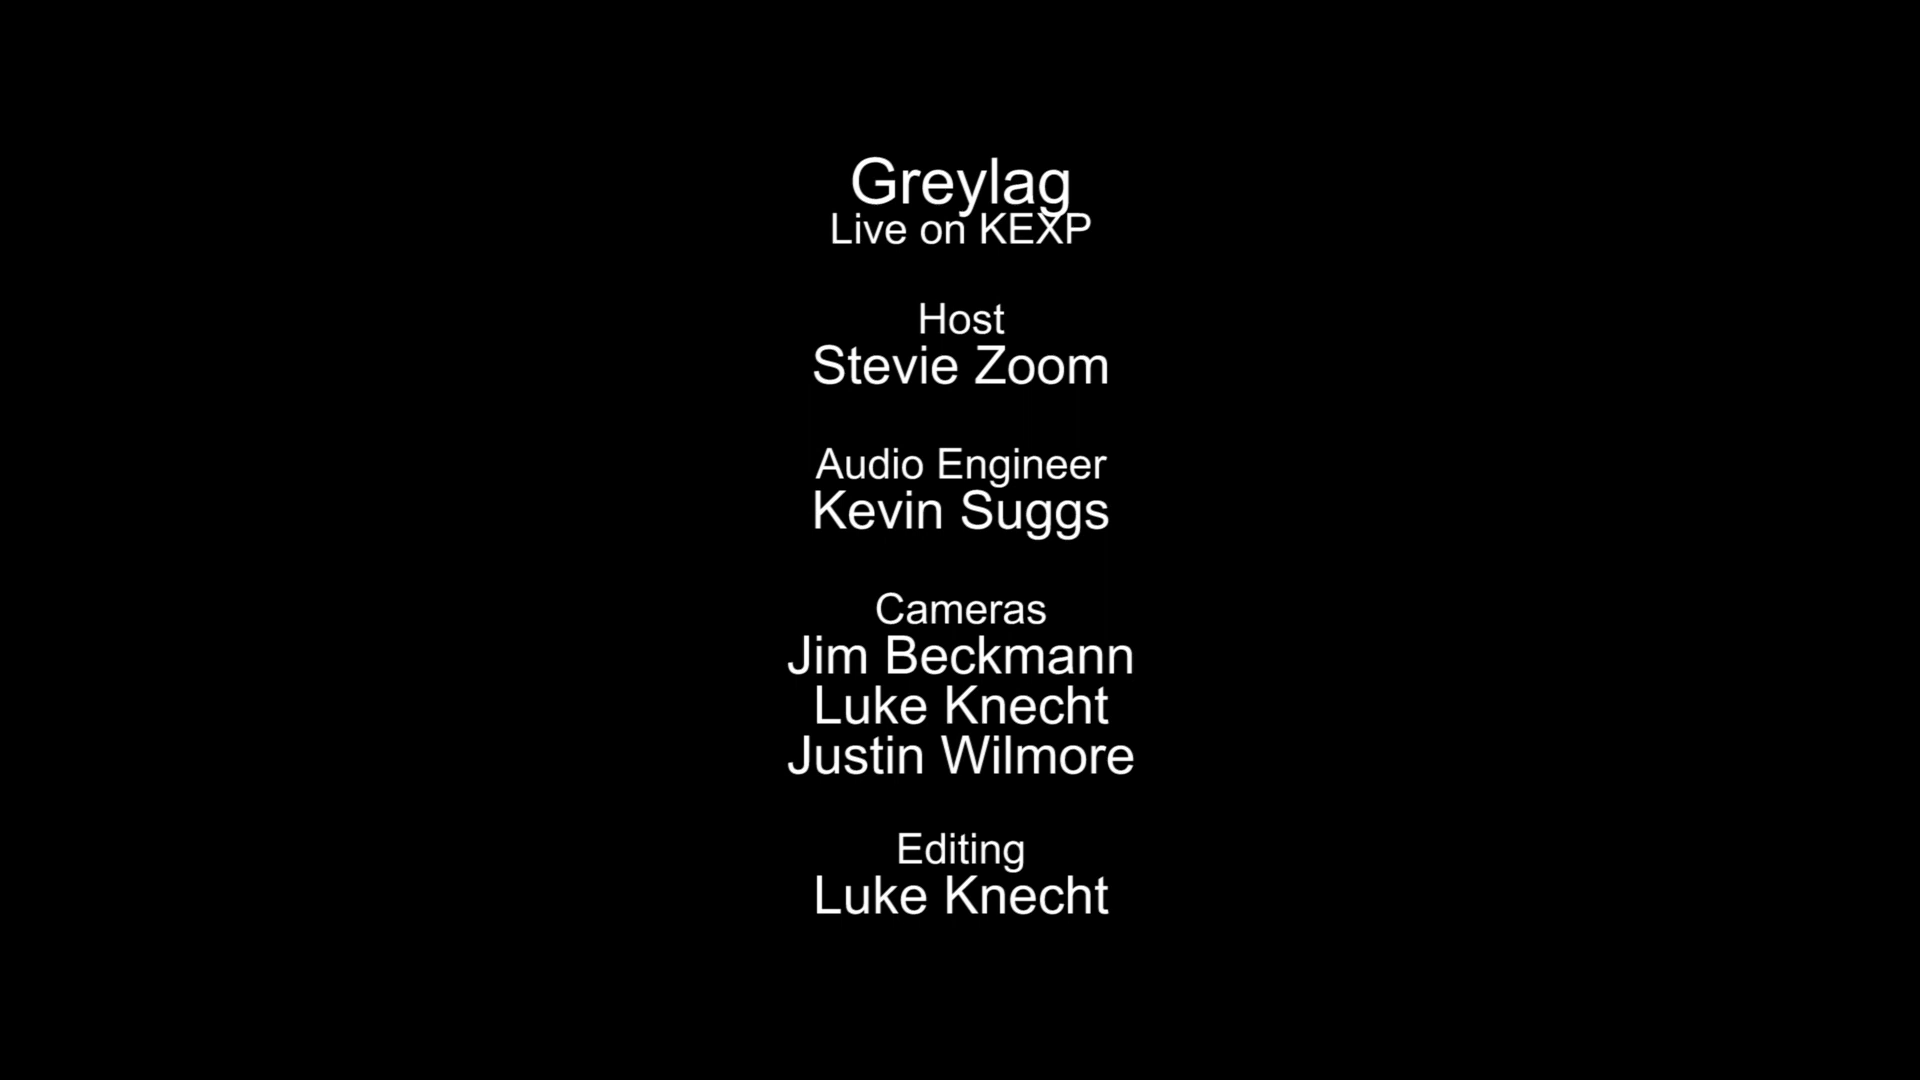 Greylag
Live on KEXP
Host
Stevie Zoom
Audio Engineer
Kevin Suggs
Cameras
Jim Beckmann
Luke Knecht
Justin Wilmore
Editing
Luke Knecht